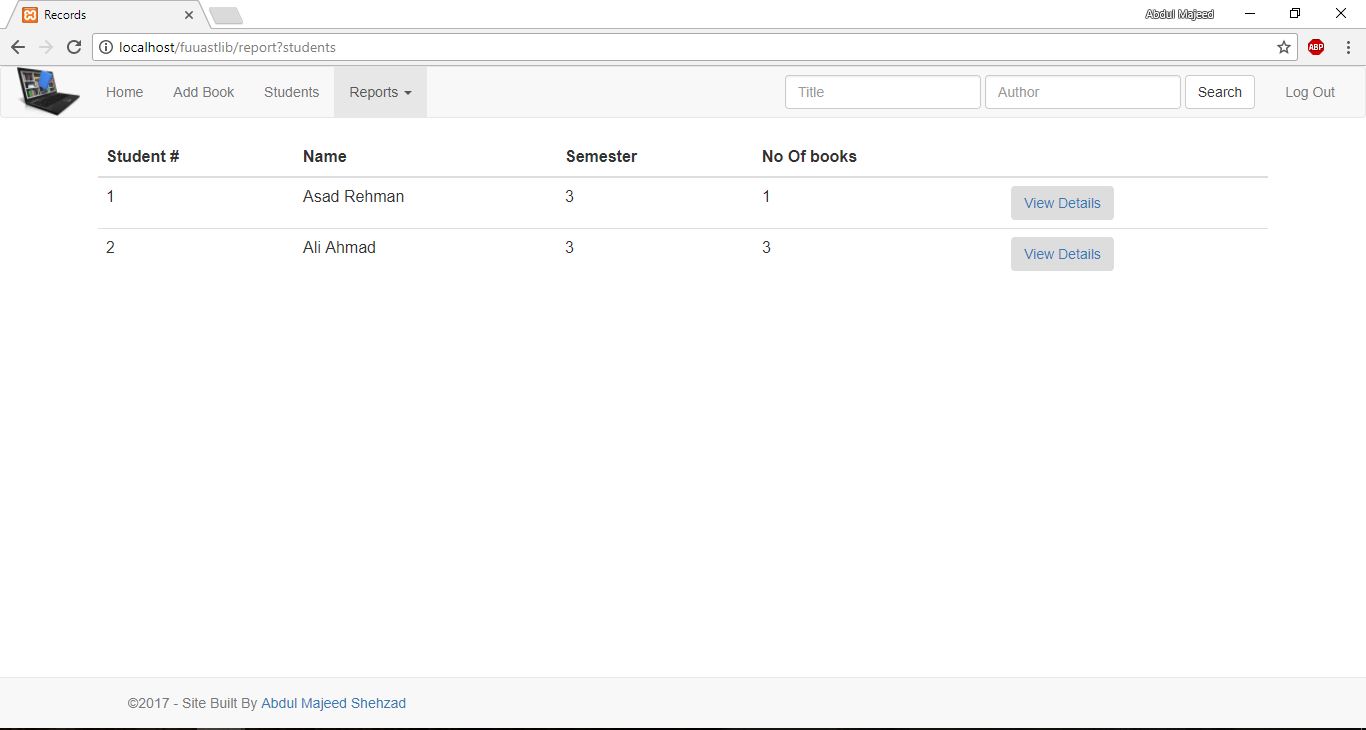 Records
Abdul Majeed
localhost/fuuastlib/report?students
ABP
Home Add Book Students Reports Title Author Search Log Out
Student # Name Semester No Of books
1 Asad Rehman 3 1 View Details
2 Ali Ahmad 3 3 View Details
©2017 - Site Built By Abdul Majeed Shehzad